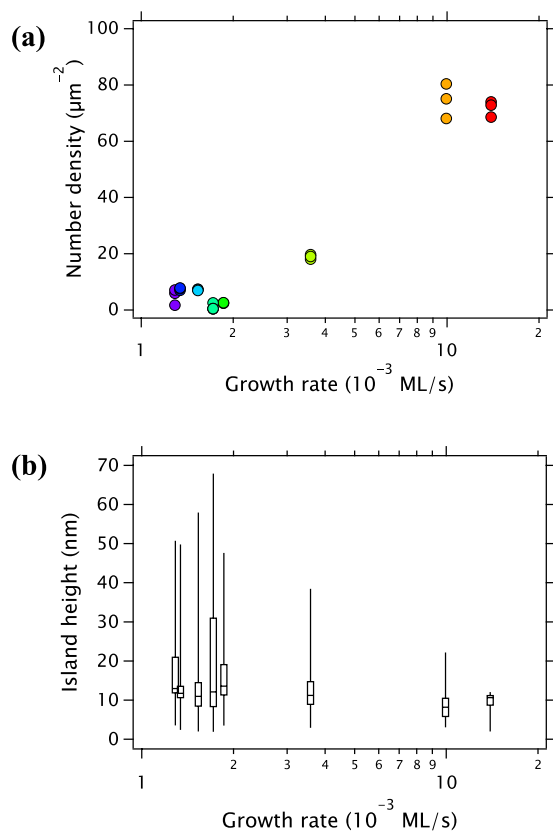 (a)
Number density (µm⁻²)
100
80
60
40
20
0
1 2 3 4 5 6 7 8 9 10 2
Growth rate (10⁻³ ML/s)
(b)
Island height (nm)
70
60
50
40
30
20
10
0
1 2 3 4 5 6 7 8 9 10 2
Growth rate (10⁻³ ML/s)